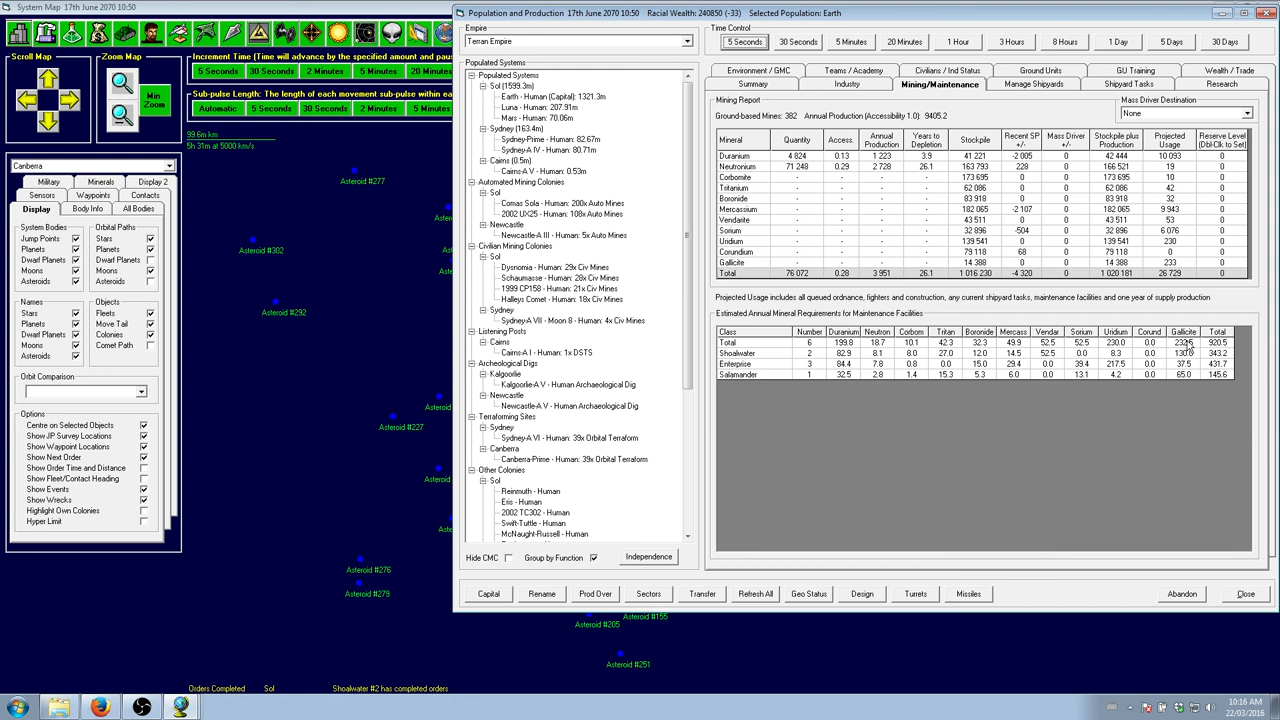 System Map 17th June 2070 10:50
Scroll Map
Zoom Map
Min Zoom
Increment Time (Time will advance by the specified amount and paus
5 Seconds 30 Seconds 2 Minutes 5 Minutes 20 Minutes
Sub-pulse Length: The length of each movement sub-pulse within eac
Automatic 5 Seconds 30 Seconds 2 Minutes 5 Minutes
99.6m km
5h 31m at 5000 km/s
Canberra
Military Minerals Display 2
Sensors Waypoints Contacts
Display Body Info All Bodies
System Bodies Orbital Paths
Jump Points Stars
Planets Planets
Dwarf Planets Dwarf Planets
Moons Moons
Asteroids Asteroids
Names Objects
Stars Fleets
Planets Move Tail
Dwarf Planets Colonies
Moons Comet Path
Asteroids
Orbit Comparison
Options
Centre on Selected Objects
Show JP Survey Locations
Show Waypoint Locations
Show Next Order
Show Order Time and Distance
Show Fleet/Contact Heading
Show Events
Show Wrecks
Highlight Own Colonies
Hyper Limit
Asteroid #277
Asteroid #302
Asteroid #292
Asteroid #227
Asteroid #276
Asteroid #279
Asteroid #155
Asteroid #205
Asteroid #251
Orders Completed Sol Shoalwater #2 has completed orders
Population and Production 17th June 2070 10:50 Racial Wealth: 240850 (-33) Selected Population: Earth
Empire
Terran Empire
Populated Systems
Populated Systems
Sol (1599.3m)
Earth - Human (Capital): 1321.3m
Luna - Human: 207.91m
Mars - Human: 70.06m
Sydney (163.4m)
Sydney-Prime - Human: 82.67m
Sydney-A IV - Human: 80.71m
Cairns (0.5m)
Cairns-A V - Human: 0.53m
Automated Mining Colonies
Sol
Comas Sola - Human: 200x Auto Mines
2002 UX25 - Human: 108x Auto Mines
Newcastle
Newcastle-A III - Human: 5x Auto Mines
Civilian Mining Colonies
Sol
Dysnomia - Human: 29x Civ Mines
Schaumasse - Human: 28x Civ Mines
1999 CP158 - Human: 21x Civ Mines
Halleys Comet - Human: 18x Civ Mines
Sydney
Sydney-A VII - Moon 8 - Human: 4x Civ Mines
Listening Posts
Cairns
Cairns-A I - Human: 1x DSTS
Archeological Digs
Kalgoorlie
Kalgoorlie-A V - Human Archaeological Dig
Newcastle
Newcastle-A V - Human Archaeological Dig
Terraforming Sites
Sydney
Sydney-A VI - Human: 39x Orbital Terraform
Canberra
Canberra-Prime - Human: 39x Orbital Terraform
Other Colonies
Sol
Reinmuth - Human
Eris - Human
2002 TC302 - Human
Swift-Tuttle - Human
McNaught-Russell - Human
Hide CMC Group by Function Independence
Time Control
5 Seconds 30 Seconds 5 Minutes 20 Minutes 1 Hour 3 Hours 8 Hours 1 Day 5 Days 30 Days
Environment / GMC Teams / Academy Civilians / Ind Status Ground Units GU Training Wealth / Trade
Summary Industry Mining/Maintenance Manage Shipyards Shipyard Tasks Research
Mining Report Mass Driver Destination
Ground-based Mines: 382 Annual Production (Accessibility 1.0): 9405.2 None
Mineral Quantity Access. Annual Production Years to Depletion Stockpile Recent SP +/- Mass Driver +/- Stockpile plus Production Projected Usage Reserve Level (Dbl-Clk to Set)
Duranium 4 824 0.13 1 223 3.9 41 221 -2 005 0 42 444 10 093
Neutronium 71 248 0.29 2 728 26.1 163 793 228 0 166 521 19
Corbomite - - - - 173 695 0 0 173 695 10
Tritanium - - - - 62 086 0 0 62 086 42
Boronide - - - - 83 918 0 0 83 918 32
Mercassium - - - - 182 065 -2 107 0 182 065 9 943
Vendarite - - - - 43 511 0 0 43 511 53
Sorium - - - - 32 896 -504 0 32 896 6 076
Uridium - - - - 139 541 0 0 139 541 230
Corundium - - - - 79 118 68 0 79 118 0
Gallicite - - - - 14 388 0 0 14 388 233
Total 76 072 0.28 3 951 26.1 1 016 230 -4 320 0 1 020 181 26 729
Projected Usage includes all queued ordnance, fighters and construction, any current shipyard tasks, maintenance facilities and one year of supply production
Estimated Annual Mineral Requirements for Maintenance Facilities
Class Number Duranium Neutron Corbom Tritan Boronide Mercass Vendar Sorium Uridium Corund Gallicite Total
Total 6 199.8 18.7 10.1 42.3 32.3 49.9 52.5 52.5 230.0 0.0 232.5 920.5
Shoalwater 2 82.9 8.1 8.0 27.0 12.0 14.5 52.5 0.0 8.3 0.0 343.2
Enterprise 3 84.4 7.8 0.8 0.0 15.0 29.4 0.0 39.4 217.5 0.0 37.5 431.7
Salamander 1 32.5 2.8 1.4 15.3 5.3 6.0 0.0 13.1 4.2 0.0 65.0 145.6
Capital Rename Prod Over Sectors Transfer Refresh All Geo Status Design Turrets Missiles Abandon Close
10:16 AM
22/03/2016